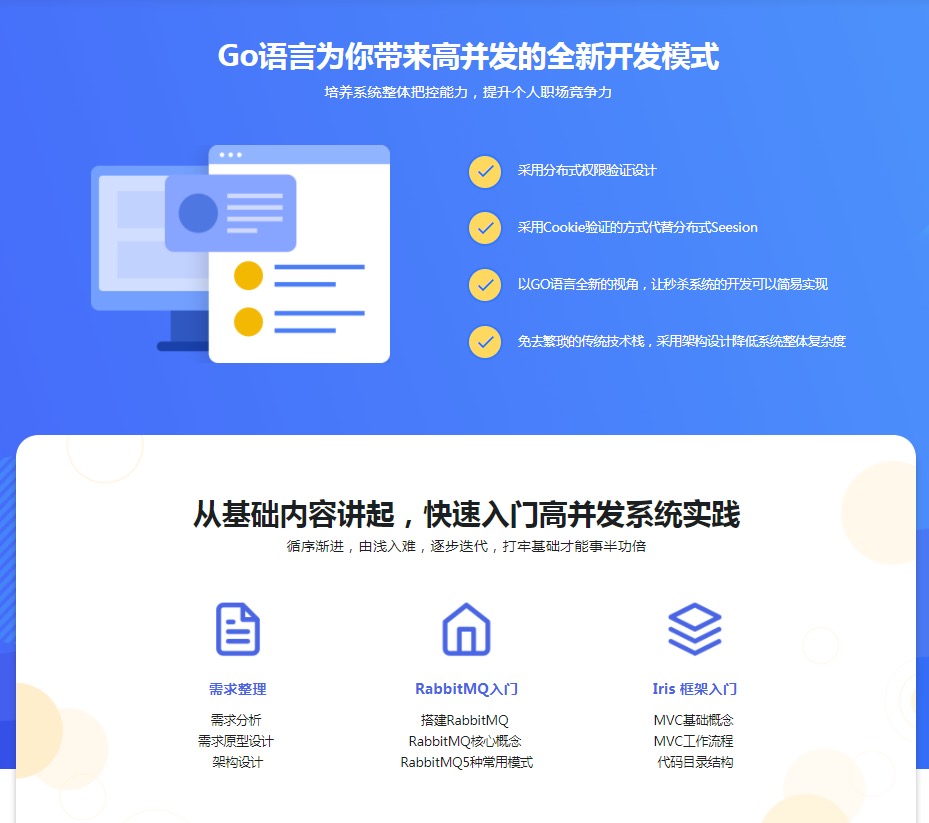 Go语言为你带来高并发的全新开发模式
培养系统整体把控能力，提升个人职场竞争力
采用分布式权限验证设计
采用Cookie验证的方式代替分布式Seesion
以GO语言全新的视角，让秒杀系统的开发可以简易实现
免去繁琐的传统技术栈，采用架构设计降低系统整体复杂度
从基础内容讲起，快速入门高并发系统实践
循序渐进，由浅入难，逐步迭代，打牢基础才能事半功倍
需求整理
需求分析
需求原型设计
架构设计
RabbitMQ入门
搭建RabbitMQ
RabbitMQ核心概念
RabbitMQ5种常用模式
Iris 框架入门
MVC基础概念
MVC工作流程
代码目录结构